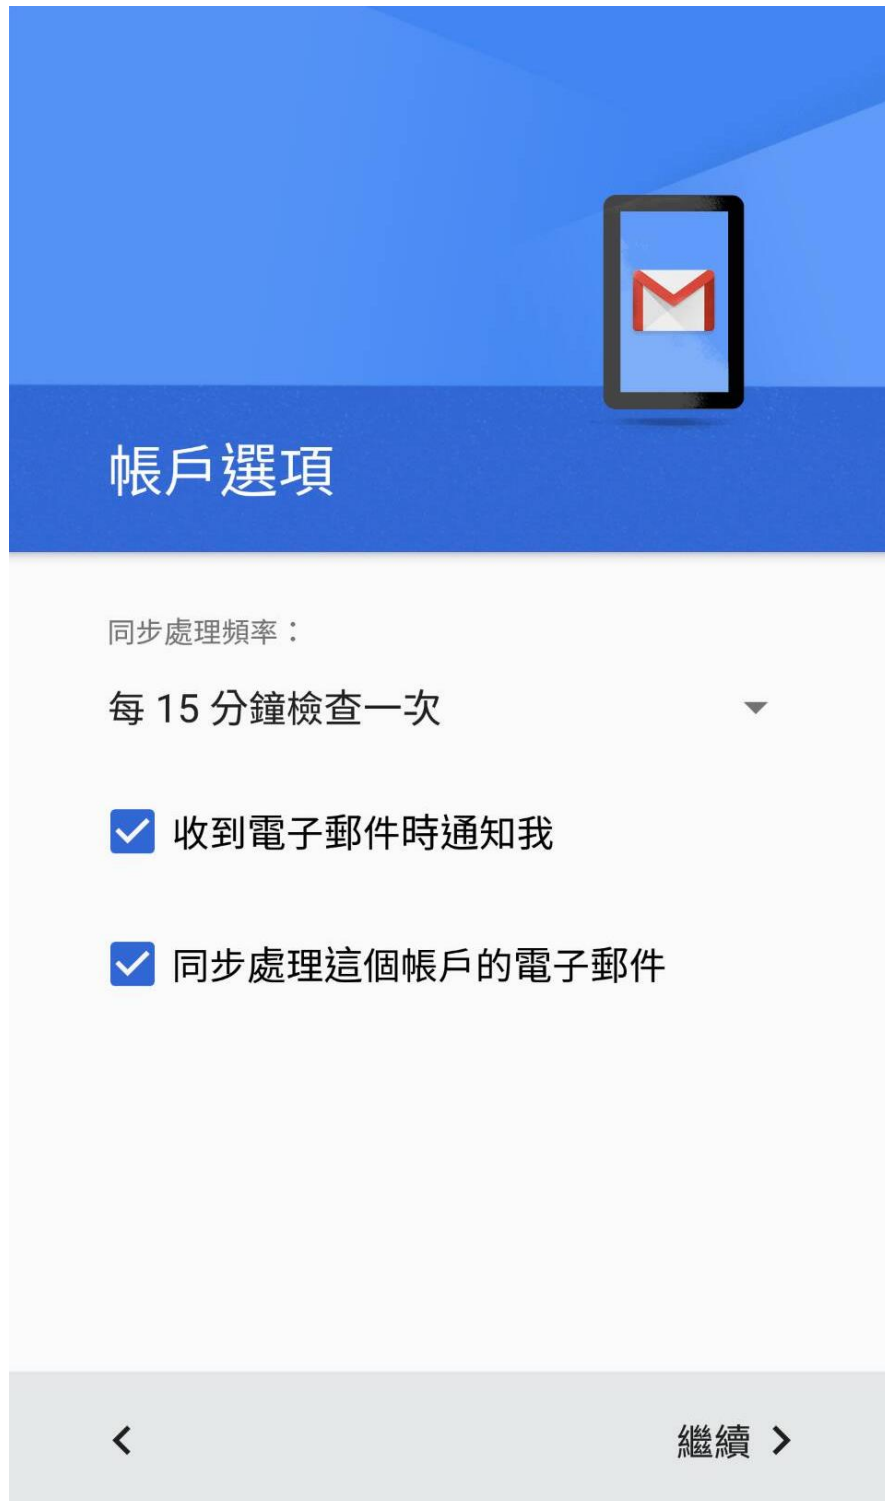 帳戶選項
同步處理頻率：
每 15 分鐘檢查一次
收到電子郵件時通知我
同步處理這個帳戶的電子郵件
繼續